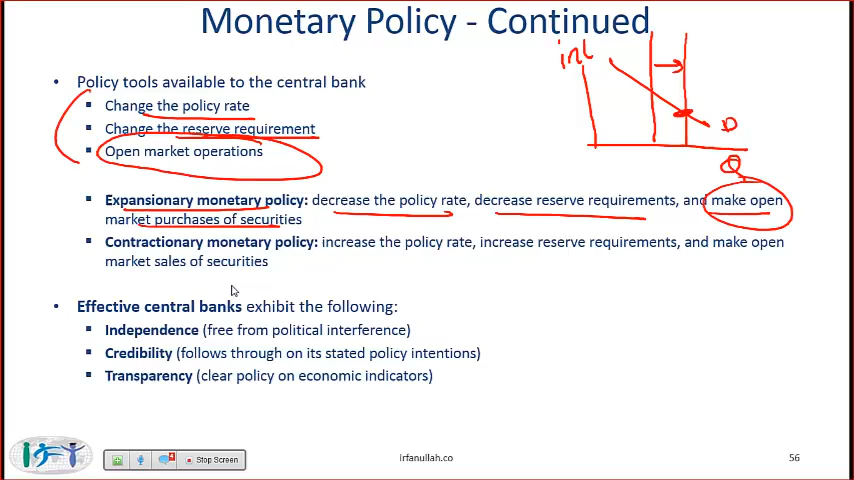 Monetary Policy - Continued
int
• Policy tools available to the central bank
▪ Change the policy rate
▪ Change the reserve requirement
▪ Open market operations
D
Q
▪ Expansionary monetary policy: decrease the policy rate, decrease reserve requirements, and make open
market purchases of securities
▪ Contractionary monetary policy: increase the policy rate, increase reserve requirements, and make open
market sales of securities
• Effective central banks exhibit the following:
▪ Independence (free from political interference)
▪ Credibility (follows through on its stated policy intentions)
▪ Transparency (clear policy on economic indicators)
Stop Screen
irfanullah.co
56